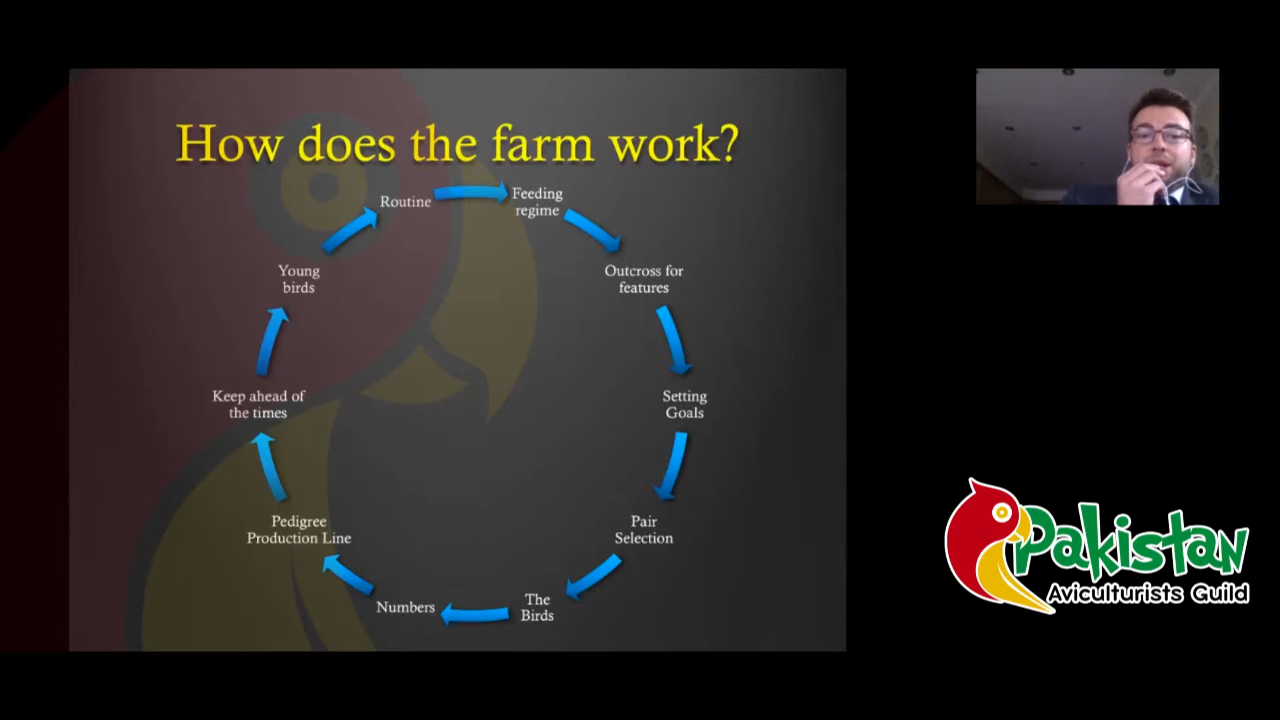 How does the farm work?
Routine
Feeding
regime
Outcross for
features
Setting
Goals
Pair
Selection
The
Birds
Numbers
Pedigree
Production Line
Keep ahead of
the times
Young
birds
Pakistan
Aviculturists Guild